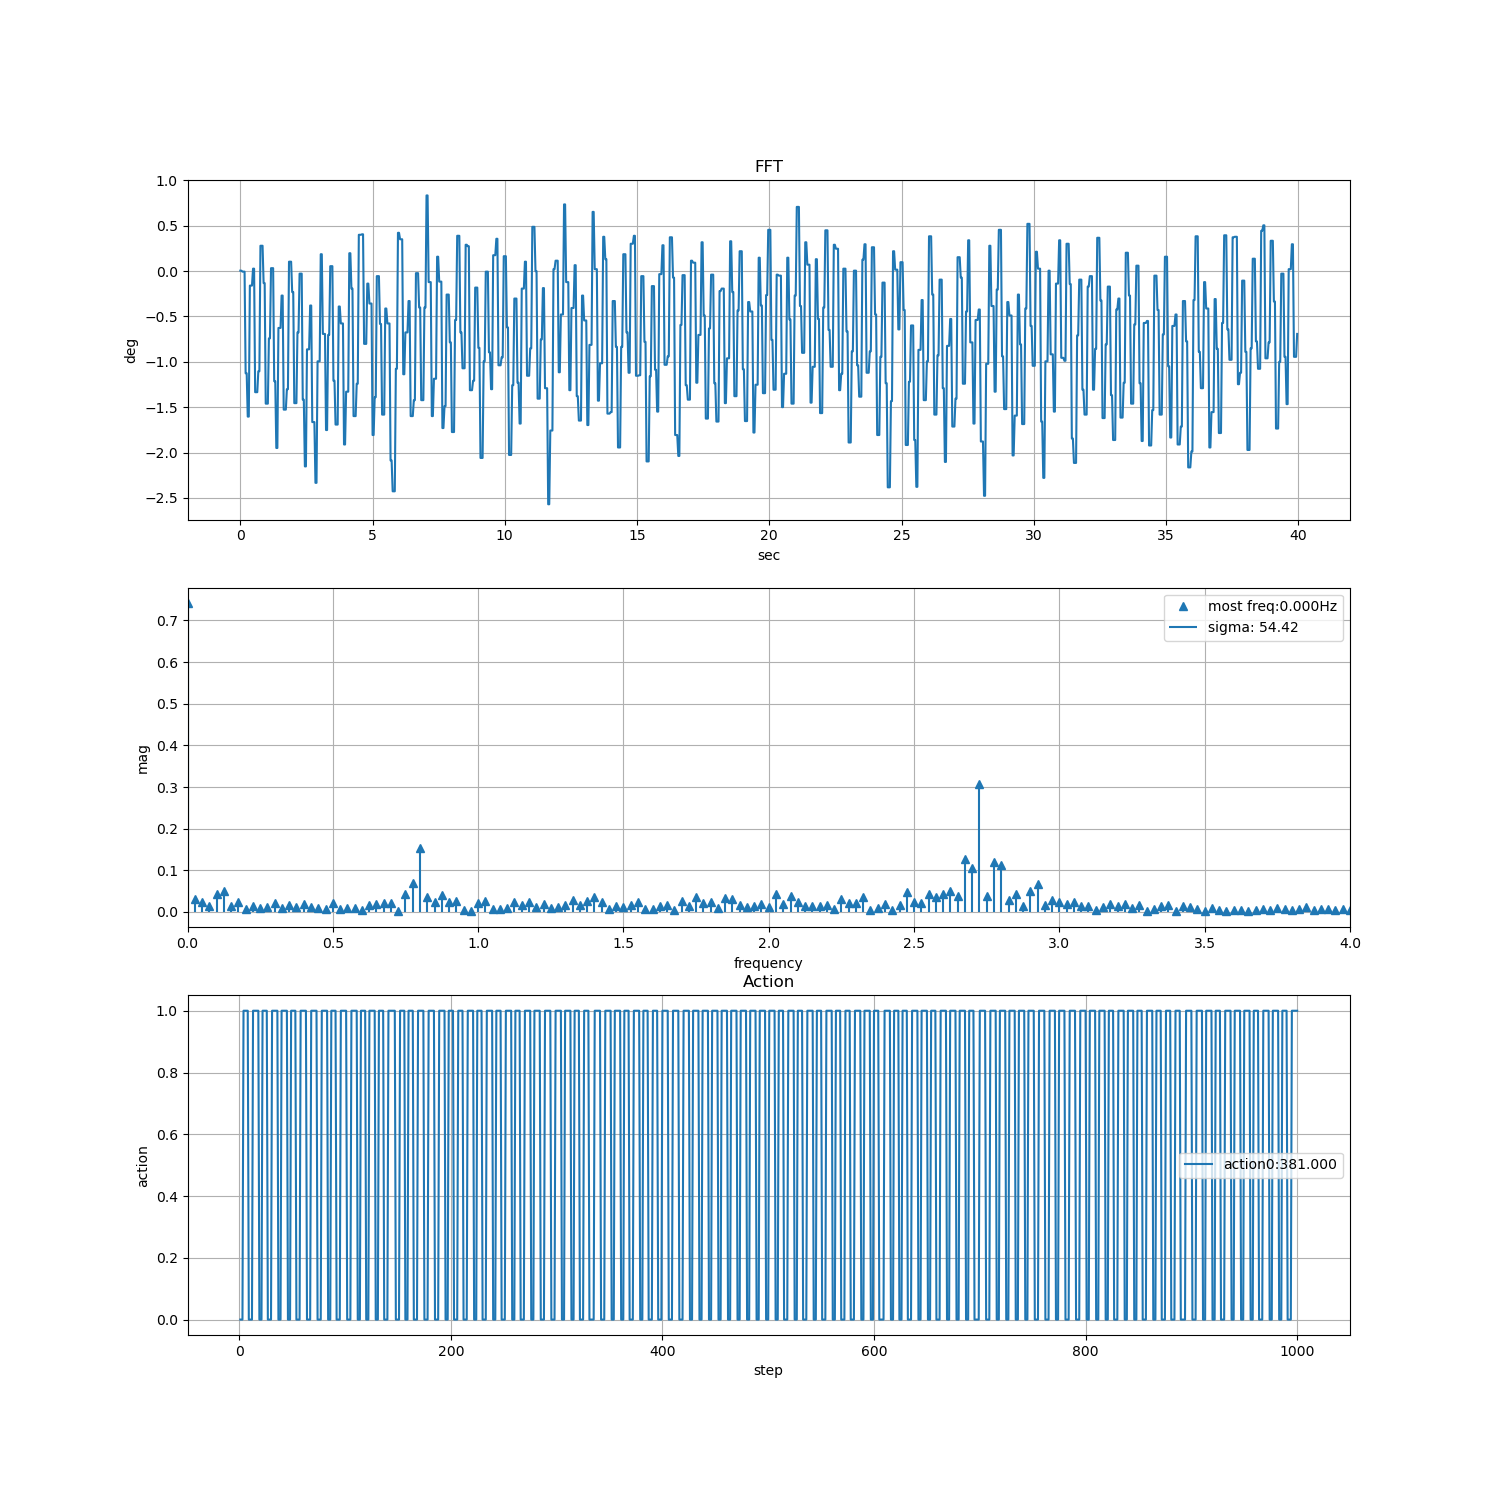 FFT
1.0
0.5
0.0
−0.5
−1.0
−1.5
−2.0
−2.5
deg
0 5 10 15 20 25 30 35 40
sec
0.7
0.6
0.5
0.4
0.3
0.2
0.1
0.0
mag
most freq:0.000Hz
sigma: 54.42
0.0 0.5 1.0 1.5 2.0 2.5 3.0 3.5 4.0
frequency
Action
1.0
0.8
0.6
0.4
0.2
0.0
action
action0:381.000
0 200 400 600 800 1000
step